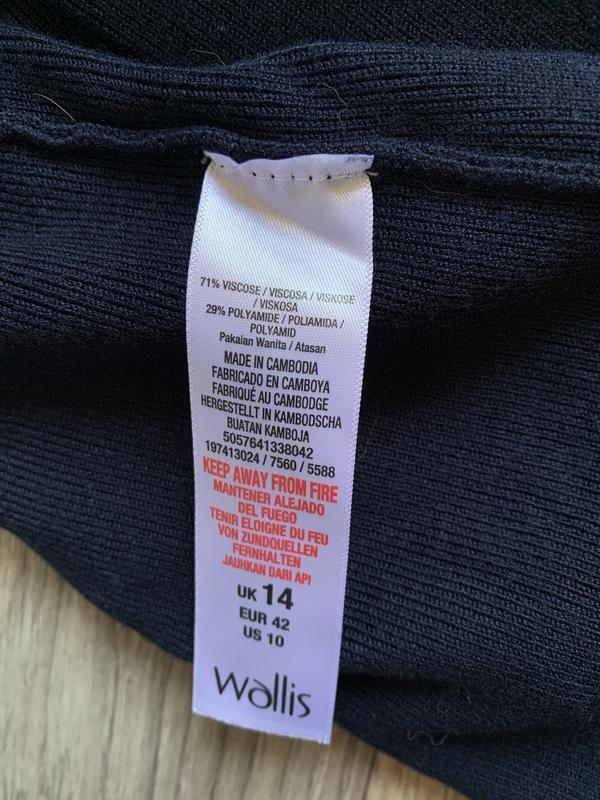 71% VISCOSE / VISCOSA / VISKOSE
/ VISKOSA
29% POLYAMIDE / POLIAMIDA /
POLYAMID
Pakaian Wanita / Atasan
MADE IN CAMBODIA
FABRICADO EN CAMBOYA
FABRIQUÉ AU CAMBODGE
HERGESTELLT IN KAMBODSCHA
BUATAN KAMBOJA
5057641338042
197413024 / 7560 / 5588
KEEP AWAY FROM FIRE
MANTENER ALEJADO
DEL FUEGO
TENIR ELOIGNE DU FEU
VON ZUNDQUELLEN
FERNHALTEN
JAUHKAN DARI API
UK 14
EUR 42
US 10
Wallis